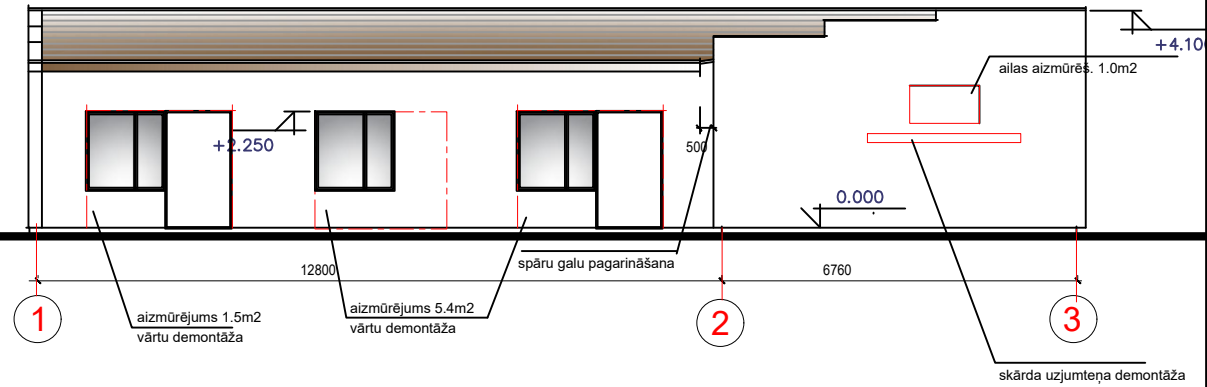 +4.100
ailas aizmūrēš. 1.0m2
+2.250
500
0.000
spāru galu pagarināšana
12800
6760
1
2
3
aizmūrējums 1.5m2
vārtu demontāža
aizmūrējums 5.4m2
vārtu demontāža
skārda uzjumteņa demontāža